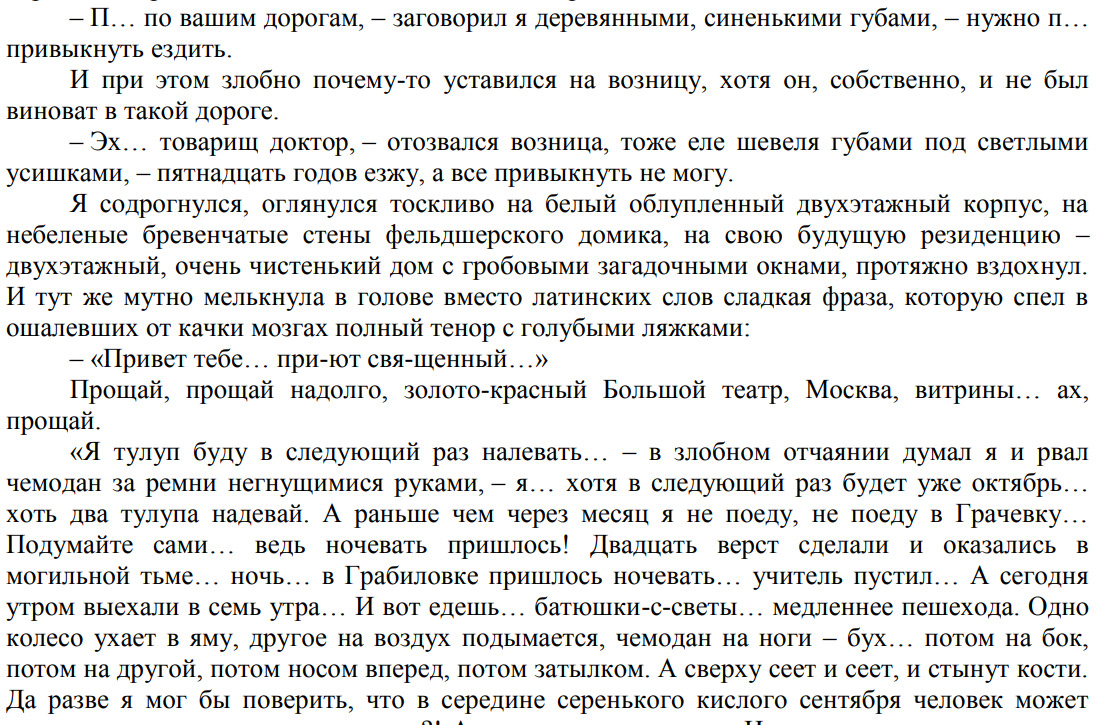 – П… по вашим дорогам, – заговорил я деревянными, синенькими губами, – нужно п…
привыкнуть ездить.
И при этом злобно почему-то уставился на возницу, хотя он, собственно, и не был
виноват в такой дороге.
– Эх… товарищ доктор, – отозвался возница, тоже еле шевеля губами под светлыми
усишками, – пятнадцать годов езжу, а все привыкнуть не могу.
Я содрогнулся, оглянулся тоскливо на белый облупленный двухэтажный корпус, на
небеленые бревенчатые стены фельдшерского домика, на свою будущую резиденцию –
двухэтажный, очень чистенький дом с гробовыми загадочными окнами, протяжно вздохнул.
И тут же мутно мелькнула в голове вместо латинских слов сладкая фраза, которую спел в
ошалевших от качки мозгах полный тенор с голубыми ляжками:
– «Привет тебе… при-ют свя-щенный…»
Прощай, прощай надолго, золото-красный Большой театр, Москва, витрины… ах,
прощай.
«Я тулуп буду в следующий раз налевать… – в злобном отчаянии думал я и рвал
чемодан за ремни негнущимися руками, – я… хотя в следующий раз будет уже октябрь…
хоть два тулупа надевай. А раньше чем через месяц я не поеду, не поеду в Грачевку…
Подумайте сами… ведь ночевать пришлось! Двадцать верст сделали и оказались в
могильной тьме… ночь… в Грабиловке пришлось ночевать… учитель пустил… А сегодня
утром выехали в семь утра… И вот едешь… батюшки-с-светы… медленнее пешехода. Одно
колесо ухает в яму, другое на воздух подымается, чемодан на ноги – бух… потом на бок,
потом на другой, потом носом вперед, потом затылком. А сверху сеет и сеет, и стынут кости.
Да разве я мог бы поверить, что в середине серенького кислого сентября человек может